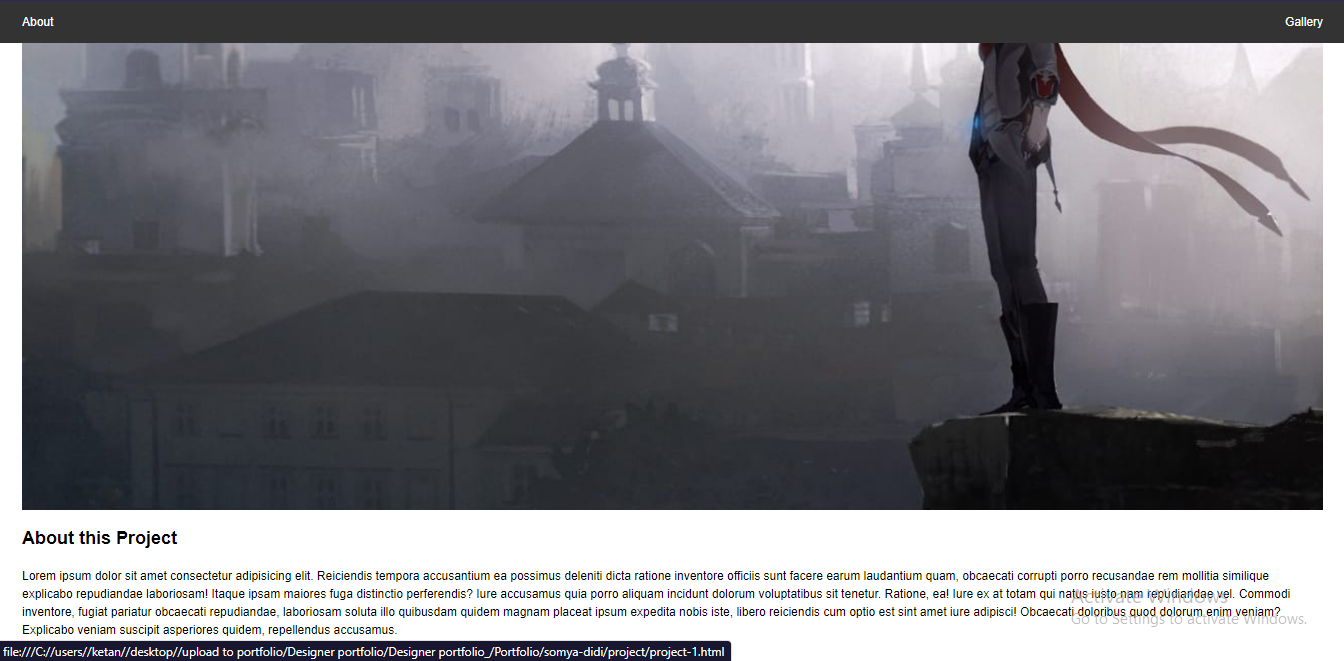 About
Gallery
About this Project
Lorem ipsum dolor sit amet consectetur adipisicing elit. Reiciendis tempora accusantium ea possimus deleniti dicta ratione inventore officiis sunt facere earum laudantium quam, obcaecati corrupti porro recusandae rem mollitia similique
explicabo repudiandae laboriosam! Itaque ipsam maiores fuga distinctio perferendis? Iure accusamus quia porro aliquam incidunt dolorum voluptatibus sit tenetur. Ratione, ea! Iure ex at totam qui natus iusto nam repudiandae vel. Commodi
inventore, fugiat pariatur obcaecati repudiandae, laboriosam soluta illo quibusdam quidem magnam placeat ipsum expedita nobis iste, libero reiciendis cum optio est sint amet iure adipisci! Obcaecati doloribus quod dolorum enim veniam?
Explicabo veniam suscipit asperiores quidem, repellendus accusamus.
Activate Windows
Go to Settings to activate Windows.
file:///C://users//ketan//desktop//upload to portfolio/Designer portfolio/Designer portfolio_/Portfolio/somya-didi/project/project-1.html